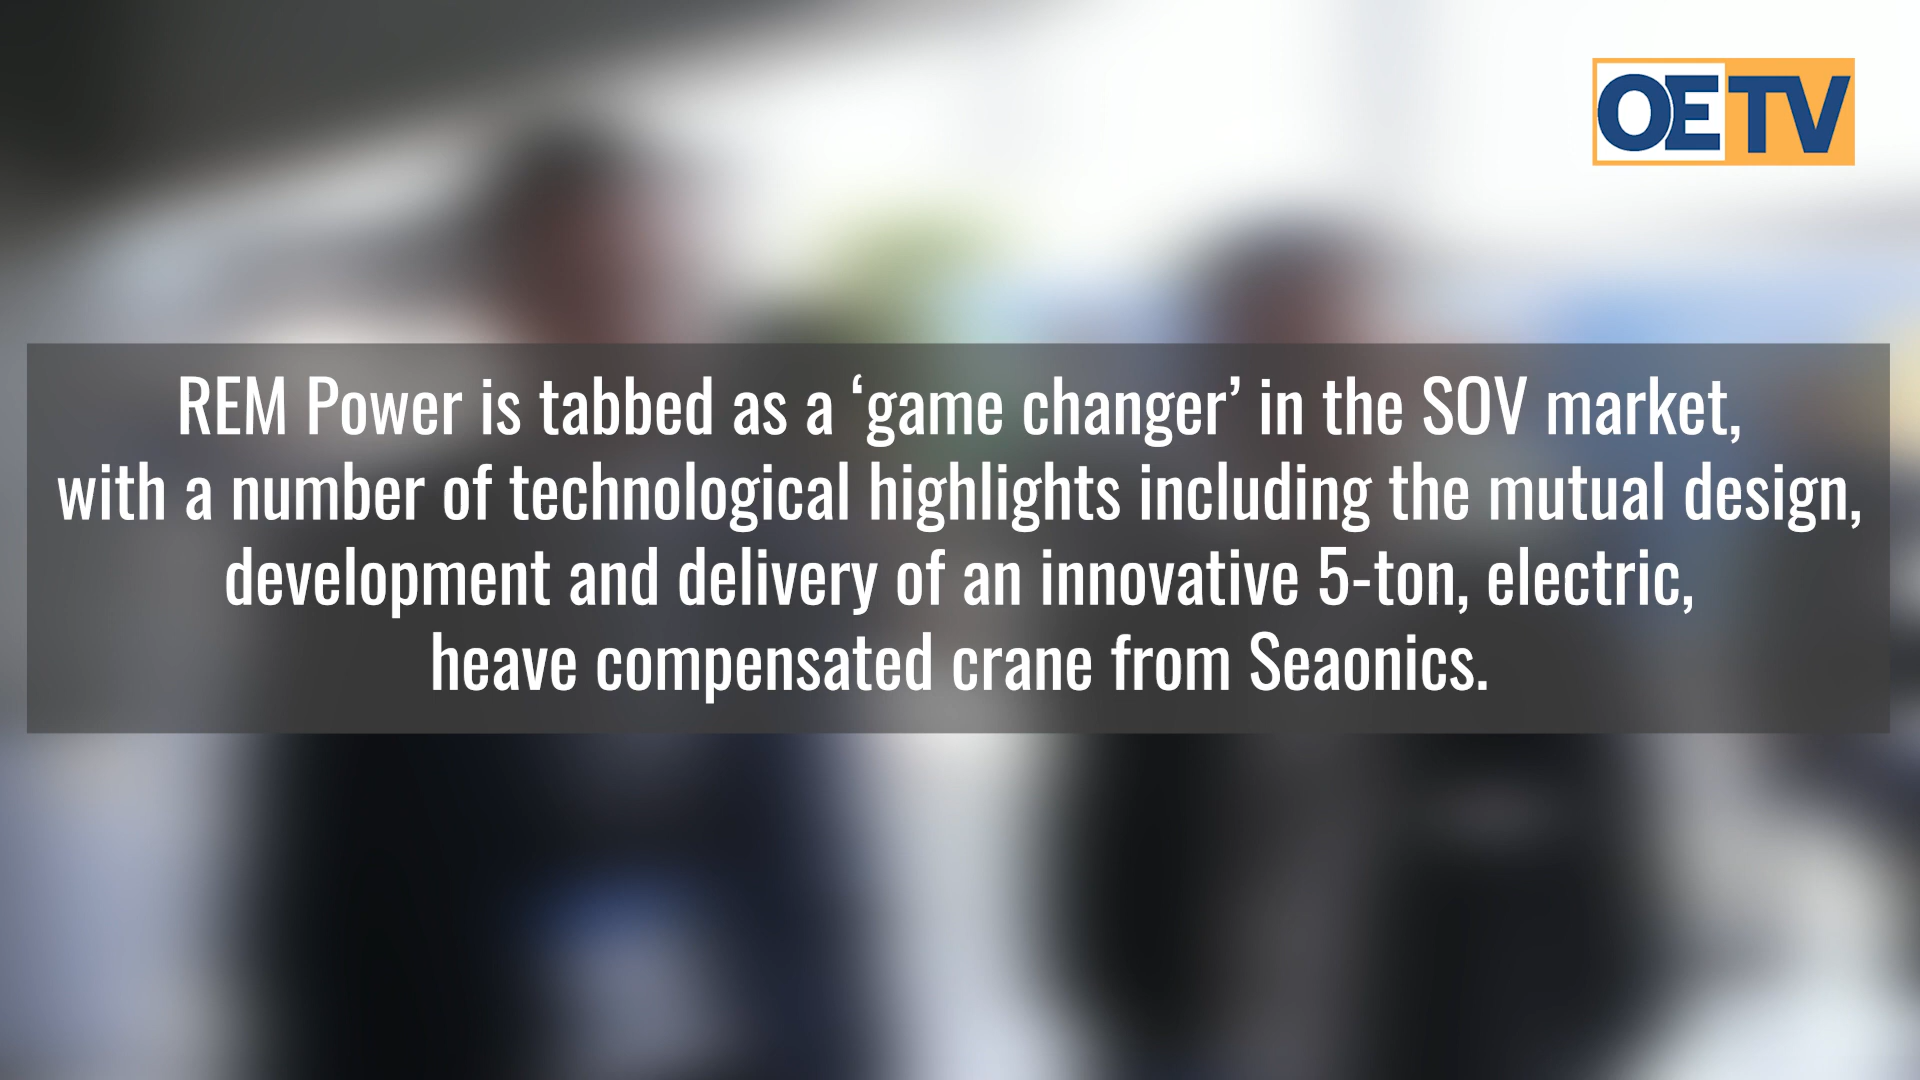 OETV
REM Power is tabbed as a ‘game changer’ in the SOV market,
with a number of technological highlights including the mutual design,
development and delivery of an innovative 5-ton, electric,
heave compensated crane from Seaonics.